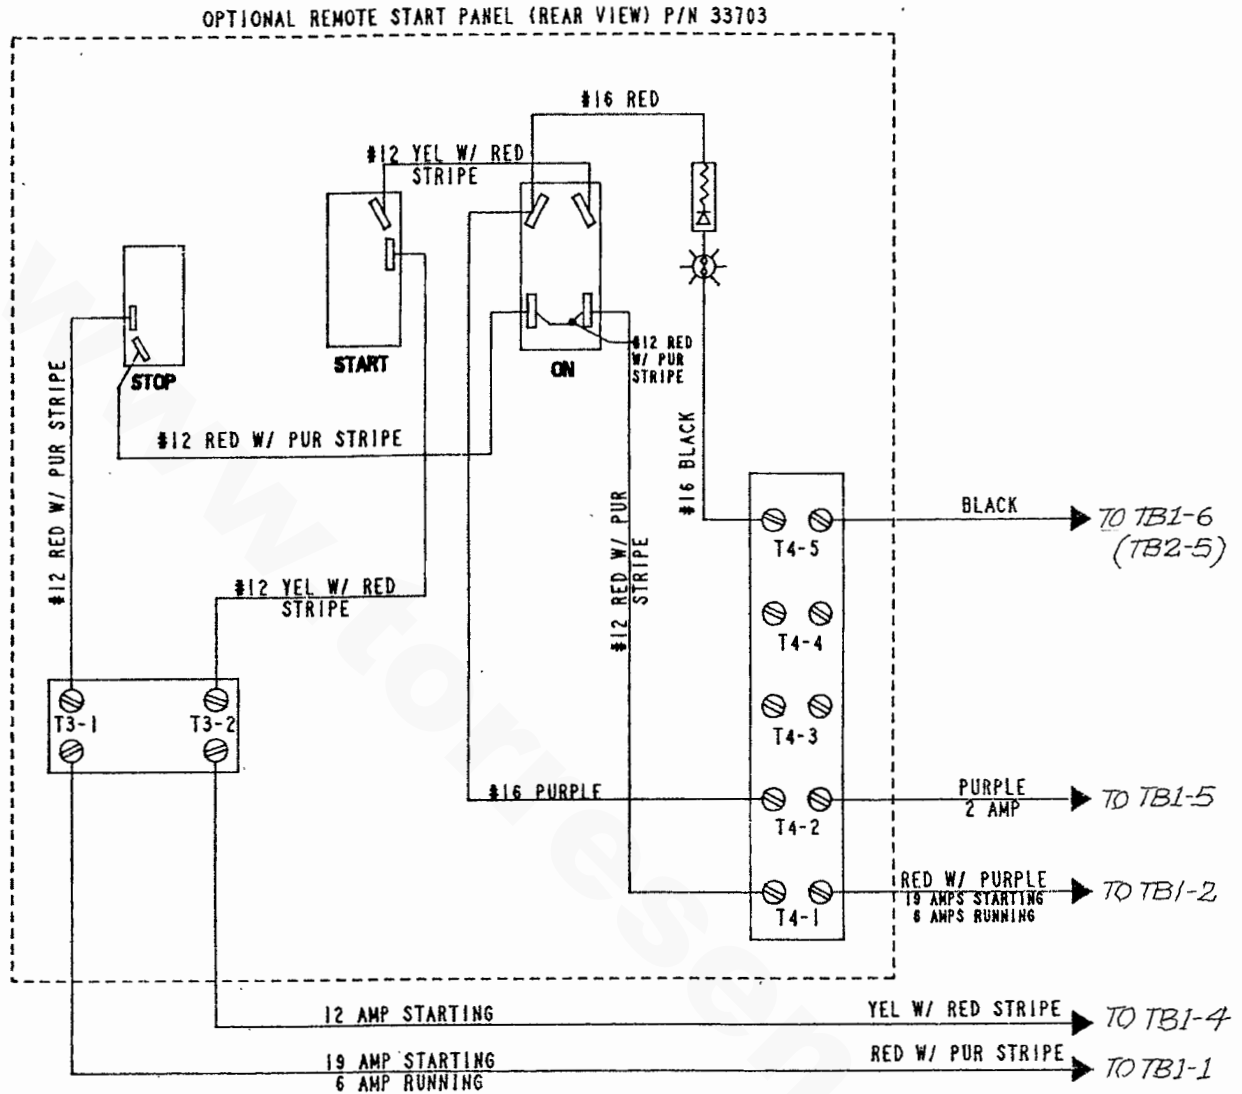 OPTIONAL REMOTE START PANEL (REAR VIEW) P/N 33703
#16 RED
#12 YEL W/ RED
STRIPE
#12 RED
W/ PUR
STRIPE
START
ON
STOP
#12 RED W/ PUR STRIPE
#12 RED W/ PUR STRIPE
#16 BLACK
BLACK
TO TB1-6
(TB2-5)
T4-5
#12 RED W/ PUR
STRIPE
#12 YEL W/ RED
STRIPE
T4-4
T3-1
T3-2
T4-3
#16 PURPLE
PURPLE
2 AMP
TO TB1-5
T4-2
RED W/ PURPLE
19 AMPS STARTING
6 AMPS RUNNING
TO TB1-2
T4-1
12 AMP STARTING
YEL W/ RED STRIPE
TO TB1-4
19 AMP STARTING
6 AMP RUNNING
RED W/ PUR STRIPE
TO TB1-1
www.torresen